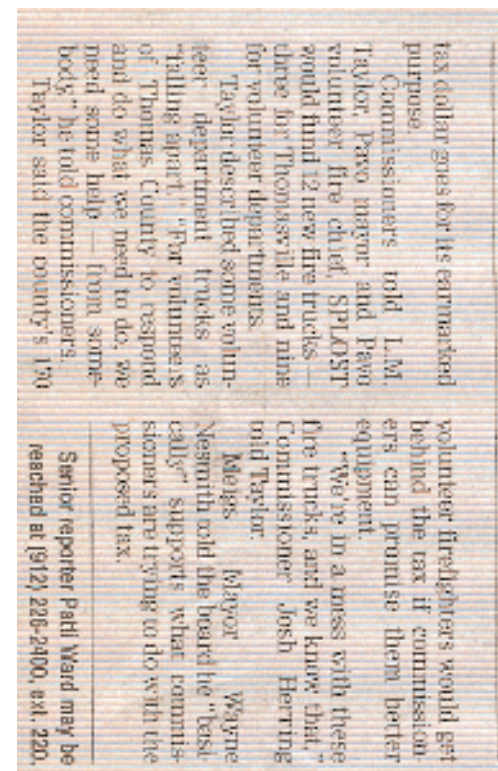 tax dollar goes for its earmarked
purpose.
Commissioners told L.M.
Taylor, Pavo mayor and Pavo
volunteer fire chief, SPLOST
would fund 12 new fire trucks —
three for Thomasville and nine
for volunteer departments.
Taylor described some volun-
teer department trucks as
"falling apart." "For volunteers
of Thomas County to respond
and do what we need to do, we
need some help — from some-
body," he told commissioners.
Taylor said the county's 170
volunteer firefighters would get
behind the tax if commission-
ers can promise them better
equipment.
"We're in a mess with these
fire trucks, and we know that,"
Commissioner Josh Herring
told Taylor.
Meigs Mayor Wayne
Nesmith told the board he "basi-
cally" supports what commis-
sioners are trying to do with the
proposed tax.
Senior reporter Patti Ward may be
reached at (912) 226-2400, ext. 220.